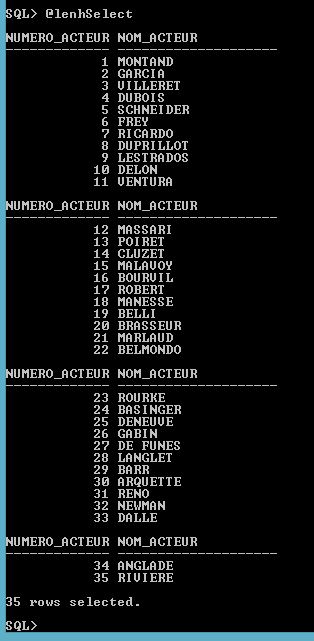 SQL> @lenhSelect
NUMERO_ACTEUR NOM_ACTEUR
------------- --------------------
1 MONTAND
2 GARCIA
3 VILLERET
4 DUBOIS
5 SCHNEIDER
6 FREY
7 RICARDO
8 DUPRILLOT
9 LESTRADOS
10 DELON
11 VENTURA
NUMERO_ACTEUR NOM_ACTEUR
------------- --------------------
12 MASSARI
13 POIRET
14 CLUZET
15 MALAVOY
16 BOURVIL
17 ROBERT
18 MANESSE
19 BELLI
20 BRASSEUR
21 MARLAUD
22 BELMONDO
NUMERO_ACTEUR NOM_ACTEUR
------------- --------------------
23 ROURKE
24 BASINGER
25 DENEUVE
26 GABIN
27 DE FUNES
28 LANGLET
29 BARR
30 ARQUETTE
31 RENO
32 NEWMAN
33 DALLE
NUMERO_ACTEUR NOM_ACTEUR
------------- --------------------
34 ANGLADE
35 RIVIERE
35 rows selected.
SQL>